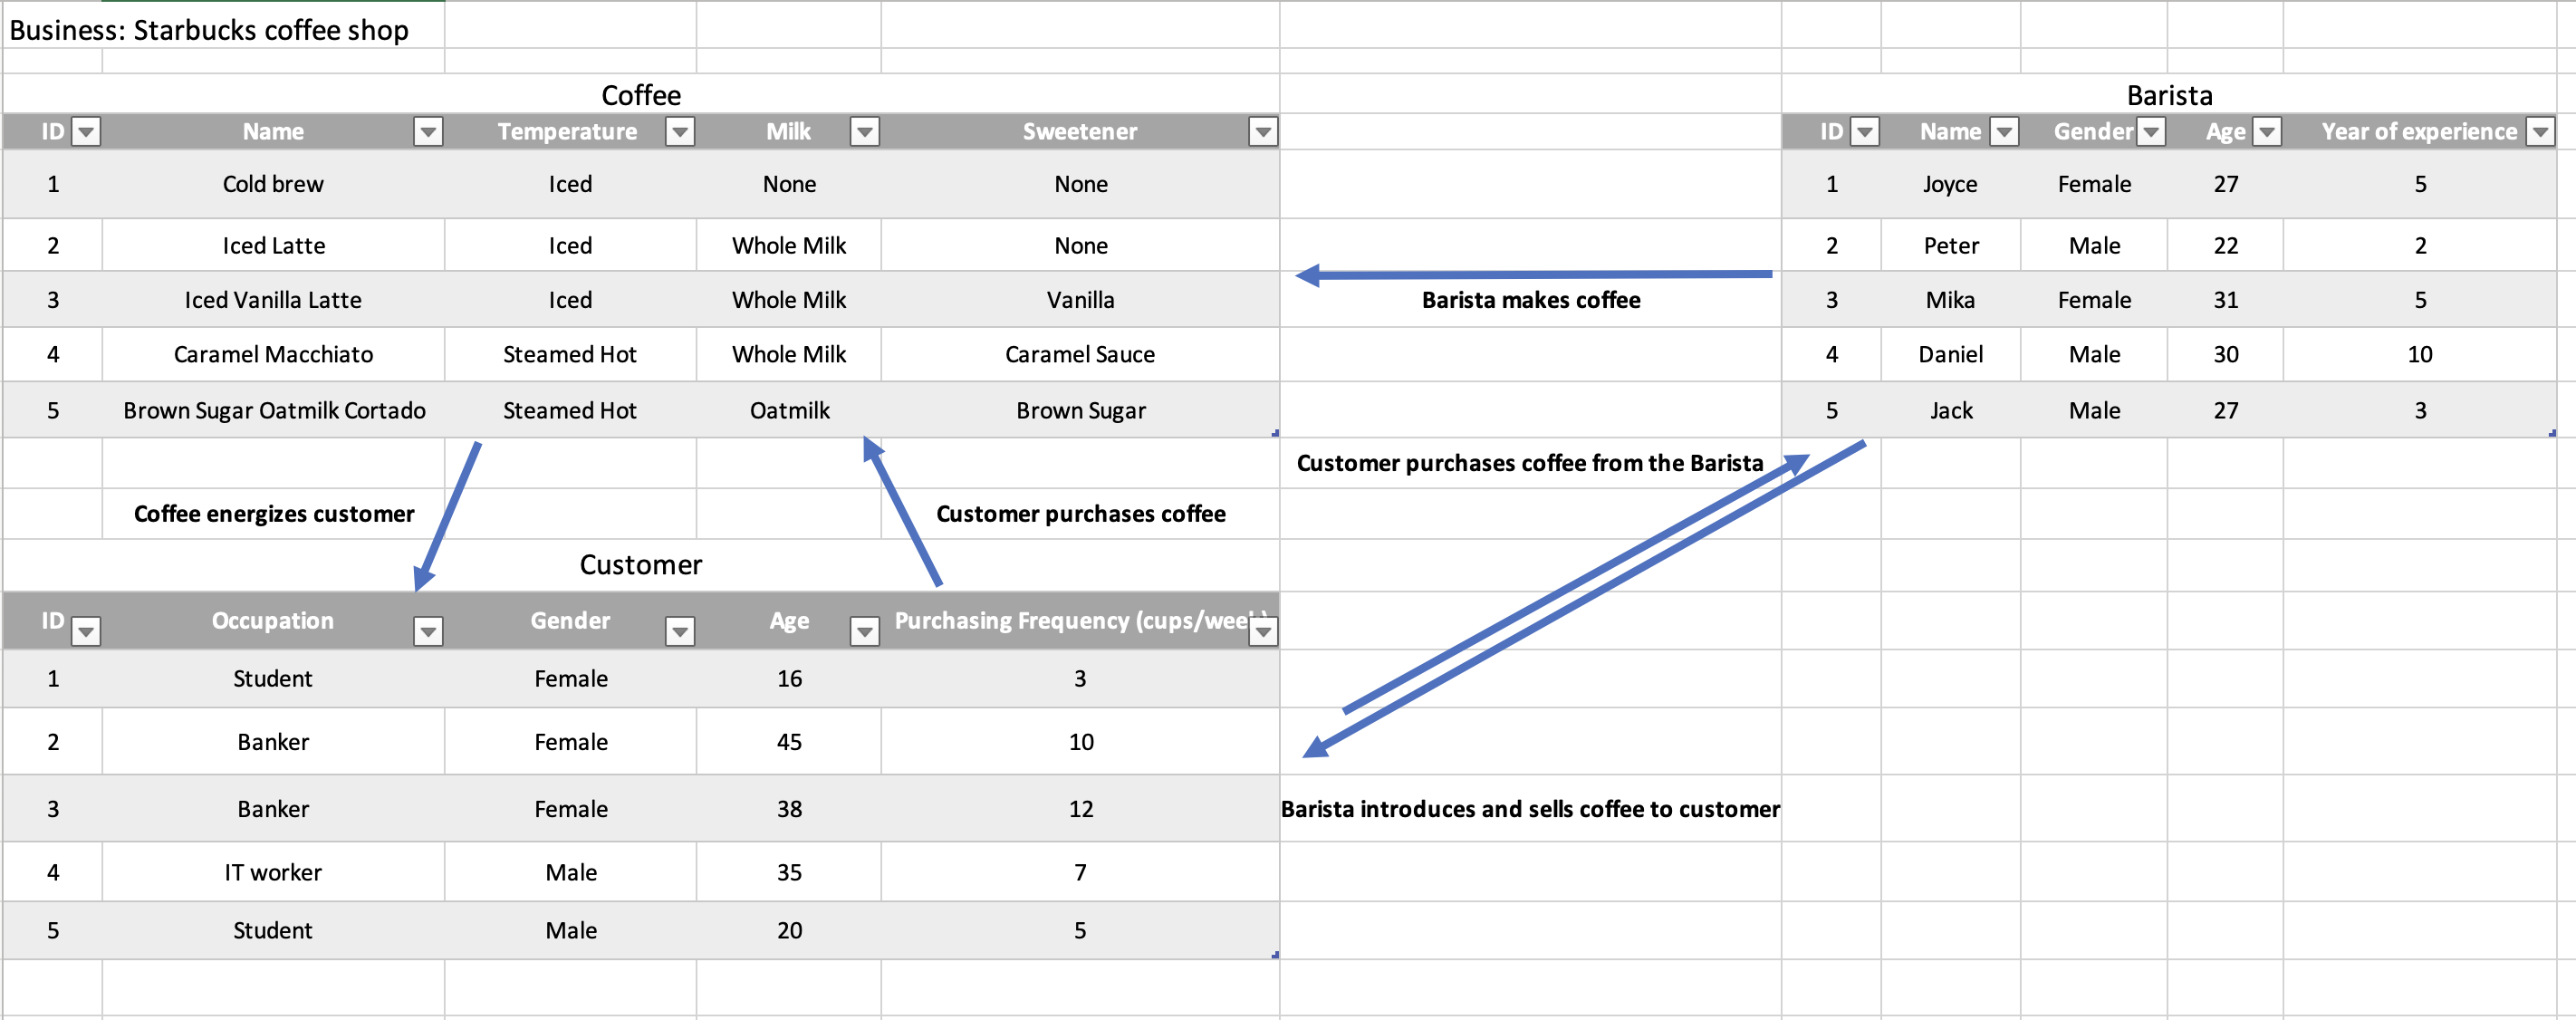 Business: Starbucks coffee shop
Coffee
ID Name Temperature Milk Sweetener
1 Cold brew Iced None None
2 Iced Latte Iced Whole Milk None
3 Iced Vanilla Latte Iced Whole Milk Vanilla
4 Caramel Macchiato Steamed Hot Whole Milk Caramel Sauce
5 Brown Sugar Oatmilk Cortado Steamed Hot Oatmilk Brown Sugar
Barista
ID Name Gender Age Year of experience
1 Joyce Female 27 5
2 Peter Male 22 2
3 Mika Female 31 5
4 Daniel Male 30 10
5 Jack Male 27 3
Barista makes coffee
Customer purchases coffee from the Barista
Coffee energizes customer
Customer purchases coffee
Customer
ID Occupation Gender Age Purchasing Frequency (cups/week)
1 Student Female 16 3
2 Banker Female 45 10
3 Banker Female 38 12
4 IT worker Male 35 7
5 Student Male 20 5
Barista introduces and sells coffee to customer